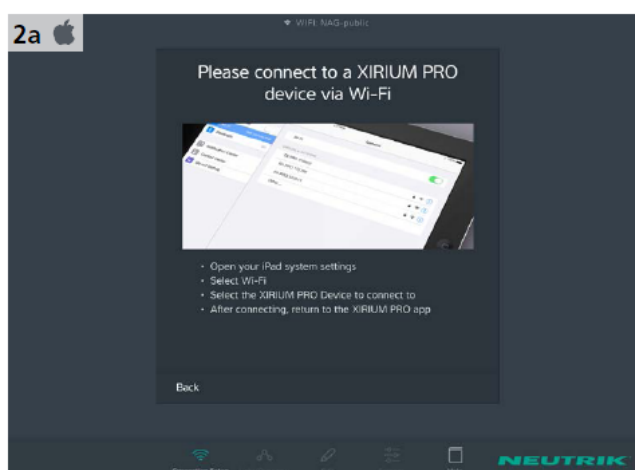 2a
WIFI: NAG-public
Please connect to a XIRIUM PRO
device via Wi-Fi
• Open your iPad system settings
• Select Wi-Fi
• Select the XIRIUM PRO Device to connect to
• After connecting, return to the XIRIUM PRO app
Back
NEUTRIK